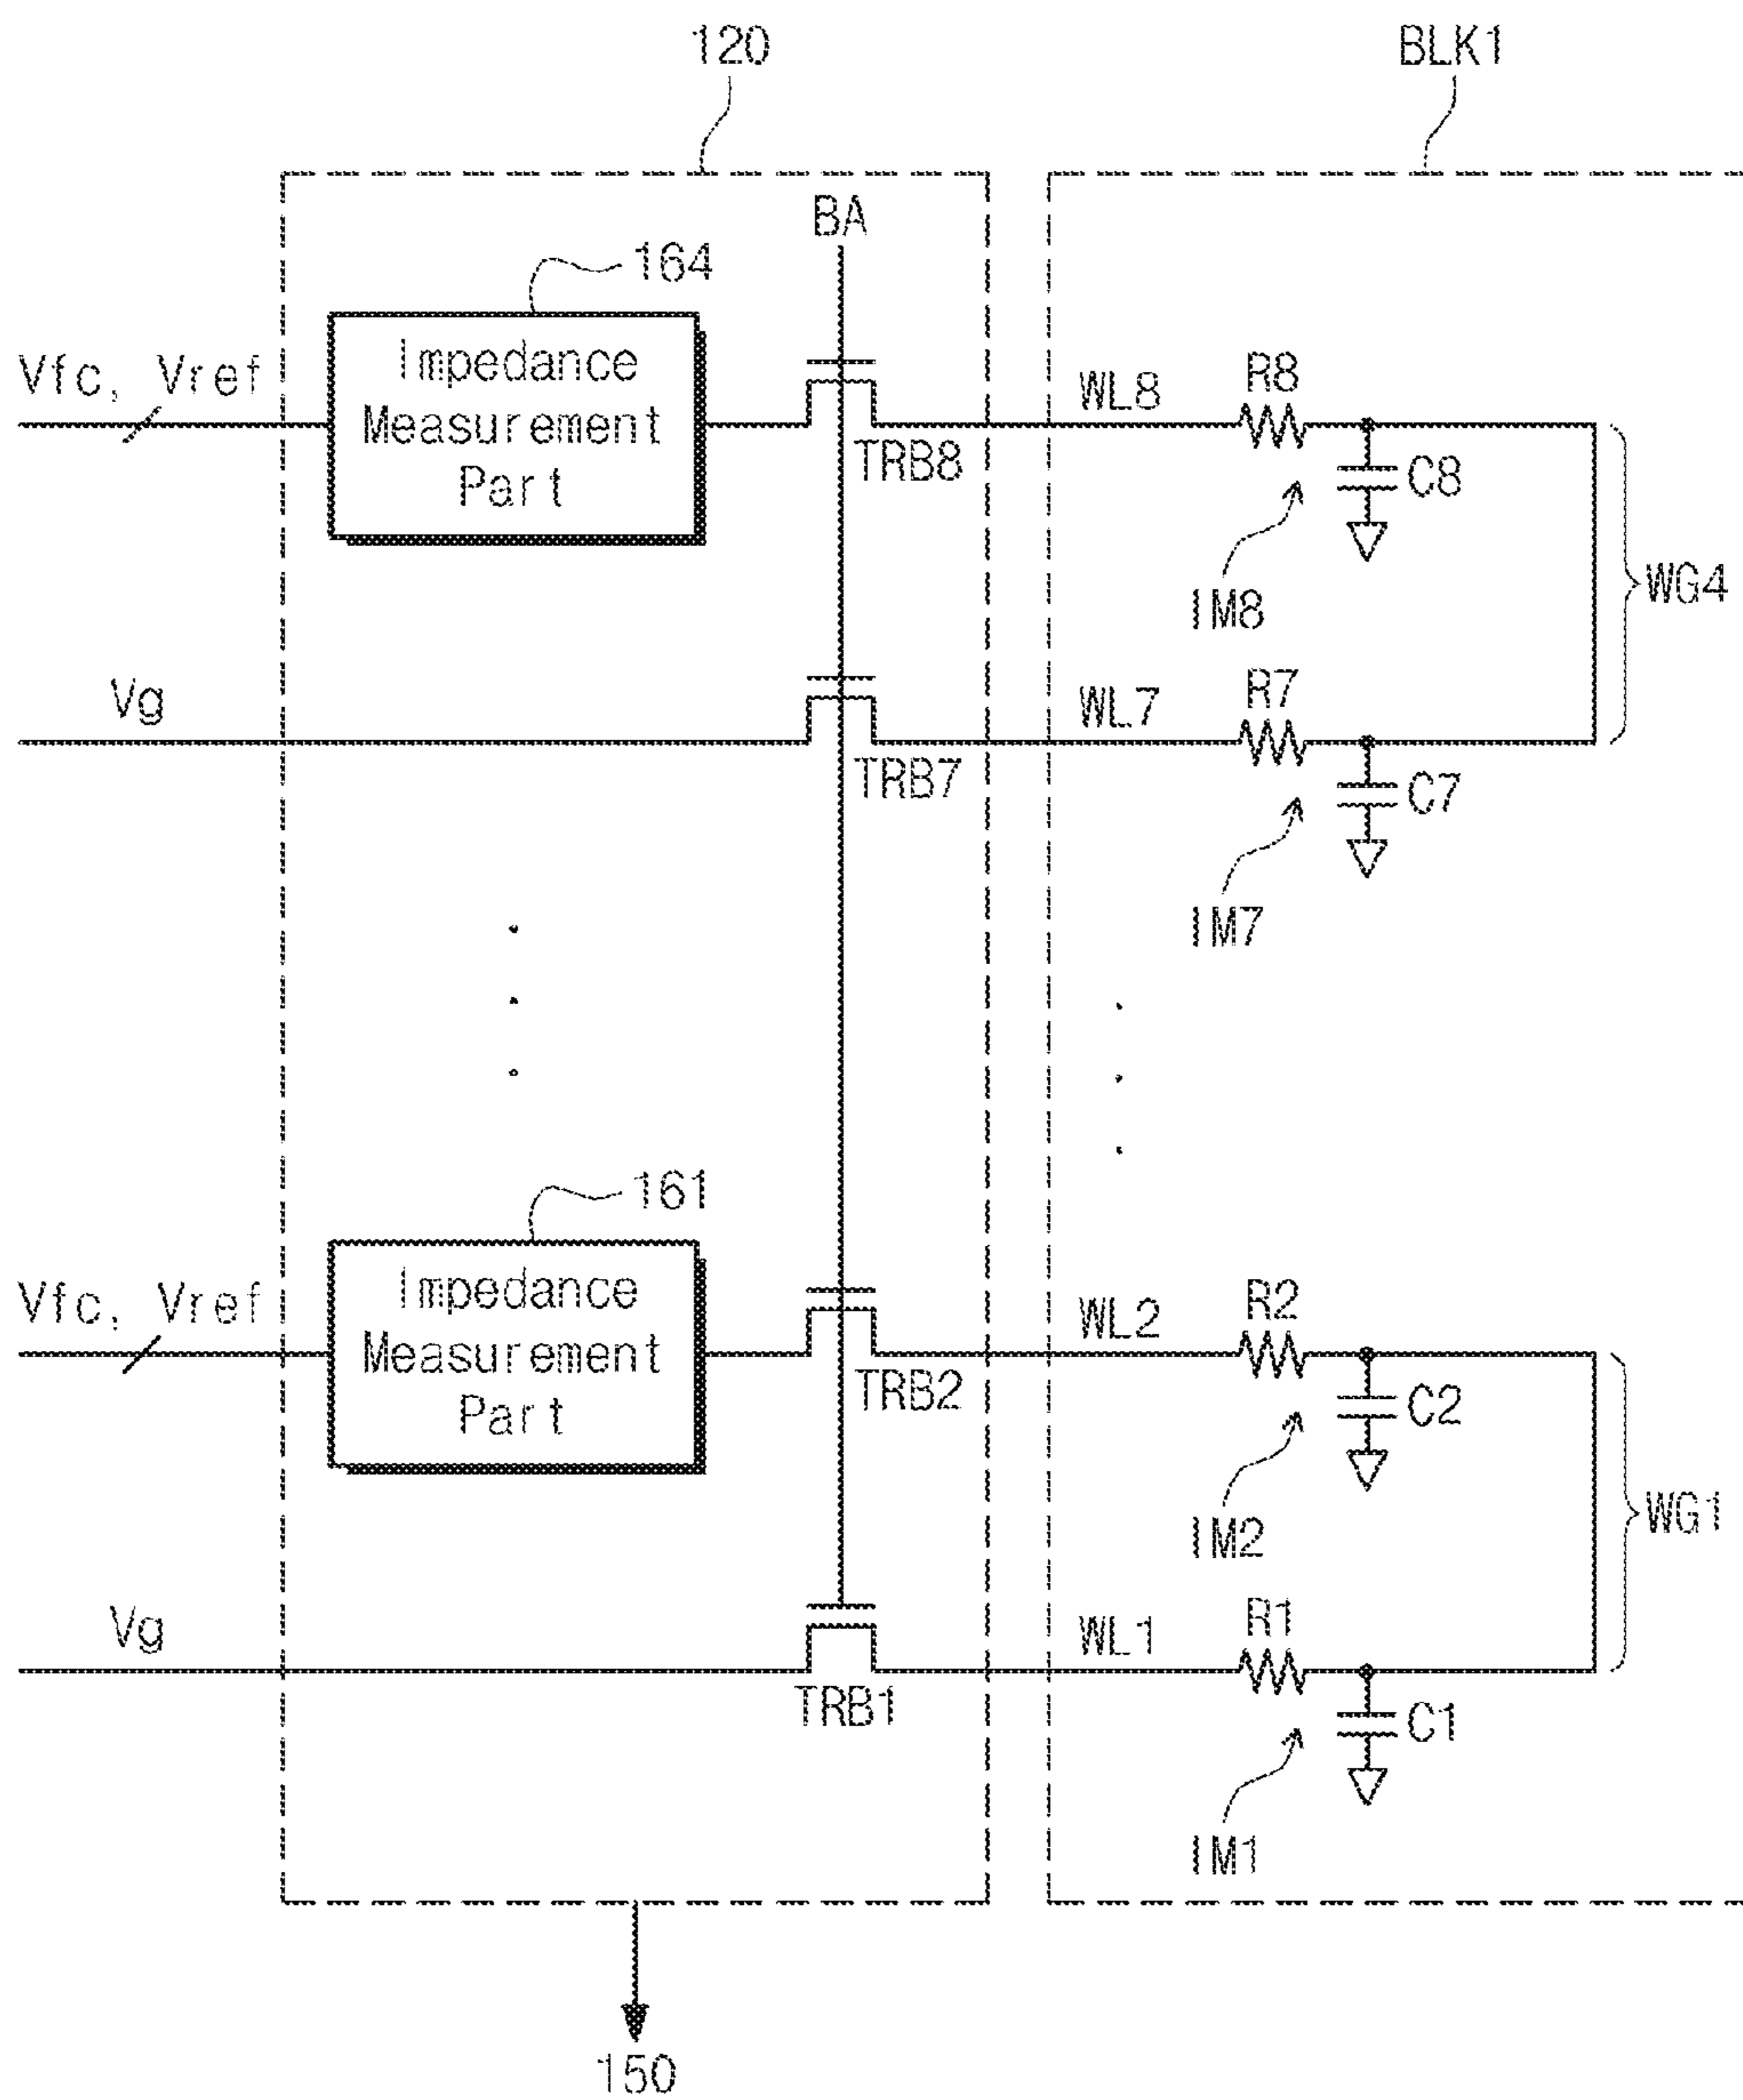 120
BLK1
BA
164
Vfc, Vref
Impedance
Measurement
Part
WL8
R8
TRB8
C8
IM8
WG4
Vg
WL7
R7
TRB7
C7
IM7
161
Vfc, Vref
Impedance
Measurement
Part
WL2
R2
TRB2
C2
IM2
WG1
Vg
WL1
R1
TRB1
C1
IM1
150